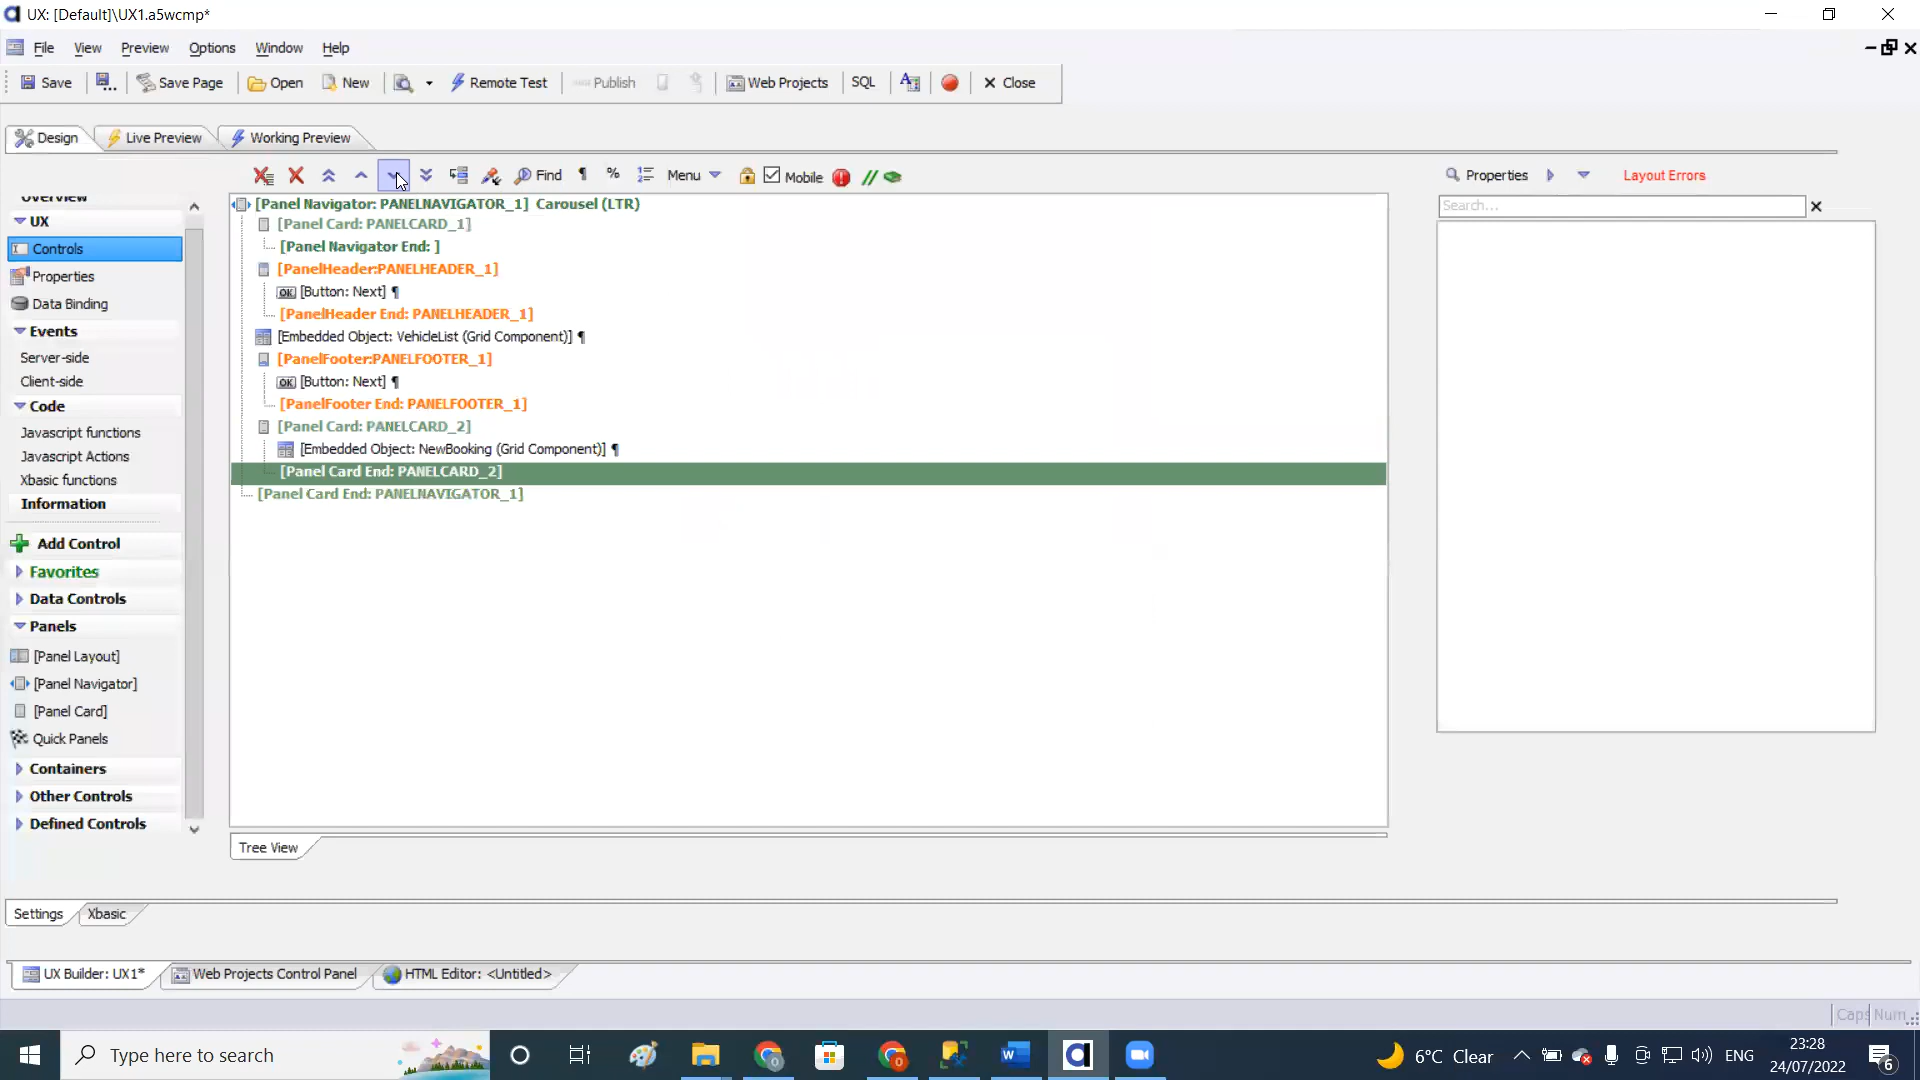 UX: [Default]\UX1.a5wcmp*
File View Preview Options Window Help
Save Save Page Open New Remote Test Publish Web Projects SQL Close
Design Live Preview Working Preview
Find ¶ % Menu Mobile // Properties Layout Errors
Search...
Overview
UX
Controls
Properties
Data Binding
Events
Server-side
Client-side
Code
Javascript functions
Javascript Actions
Xbasic functions
Information
Add Control
Favorites
Data Controls
Panels
[Panel Layout]
[Panel Navigator]
[Panel Card]
Quick Panels
Containers
Other Controls
Defined Controls
[Panel Navigator: PANELNAVIGATOR_1] Carousel (LTR)
[Panel Card: PANELCARD_1]
[Panel Navigator End: ]
[PanelHeader:PANELHEADER_1]
OK [Button: Next] ¶
[PanelHeader End: PANELHEADER_1]
[Embedded Object: VehicleList (Grid Component)] ¶
[PanelFooter:PANELFOOTER_1]
OK [Button: Next] ¶
[PanelFooter End: PANELFOOTER_1]
[Panel Card: PANELCARD_2]
[Embedded Object: NewBooking (Grid Component)] ¶
[Panel Card End: PANELCARD_2]
[Panel Card End: PANELNAVIGATOR_1]
Tree View
Settings Xbasic
UX Builder: UX1* Web Projects Control Panel HTML Editor: <Untitled>
Caps Num
Type here to search
6°C Clear ENG
23:28
24/07/2022
6